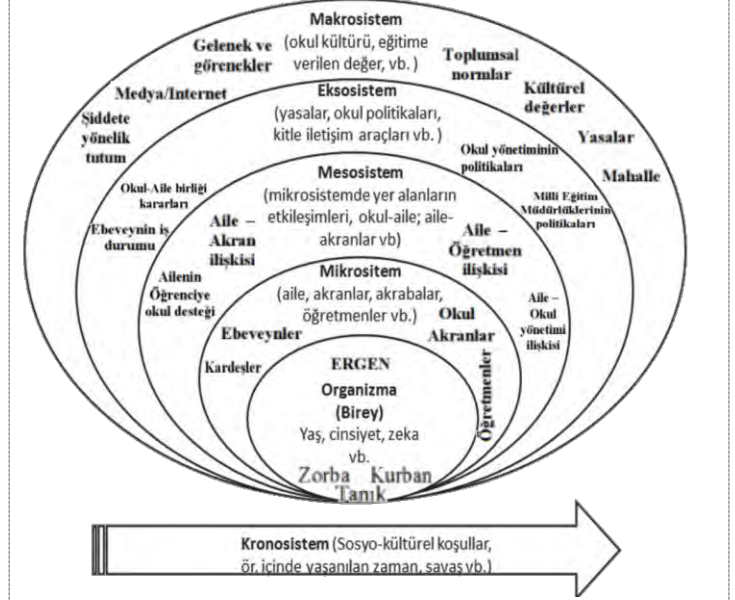 Makrosistem
(okul kültürü, eğitime
verilen değer, vb. )
Gelenek ve
görenekler
Toplumsal
normlar
Medya/Internet
Kültürel
değerler
Şiddete
yönelik
tutum
Yasalar
Mahalle
Eksosistem
(yasalar, okul politikaları,
kitle iletişim araçları vb. )
Okul yönetiminin
politikaları
Okul-Aile birliği
kararları
Milli Eğitim
Müdürlüklerinin
politikaları
Ebeveynin iş
durumu
Mesosistem
(mikrosistemde yer alanların
etkileşimleri, okul-aile; aile-
akranlar vb)
Aile –
Akran
ilişkisi
Aile –
Öğretmen
ilişkisi
Ailenin
Öğrenciye
okul desteği
Aile –
Okul
yönetimi
ilişkisi
Mikrositem
(aile, akranlar, akrabalar,
öğretmenler vb.)
Ebeveynler
Okul
Akranlar
Kardeşler
Öğretmenler
ERGEN
Organizma
(Birey)
Yaş, cinsiyet, zeka
vb.
Zorba Kurban
Tanık
Kronosistem (Sosyo-kültürel koşullar,
ör. içinde yaşanılan zaman, savaş vb.)